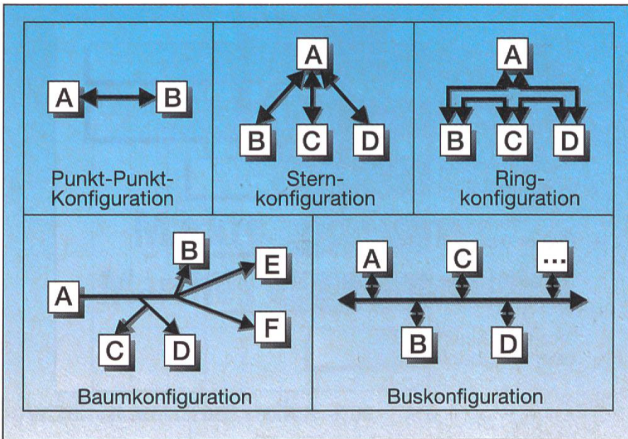 A B
Punkt-Punkt-
Konfiguration
A
B C D
Stern-
konfiguration
A
B C D
Ring-
konfiguration
A
B
E
C
D
F
Baumkonfiguration
A C ...
B D
Buskonfiguration